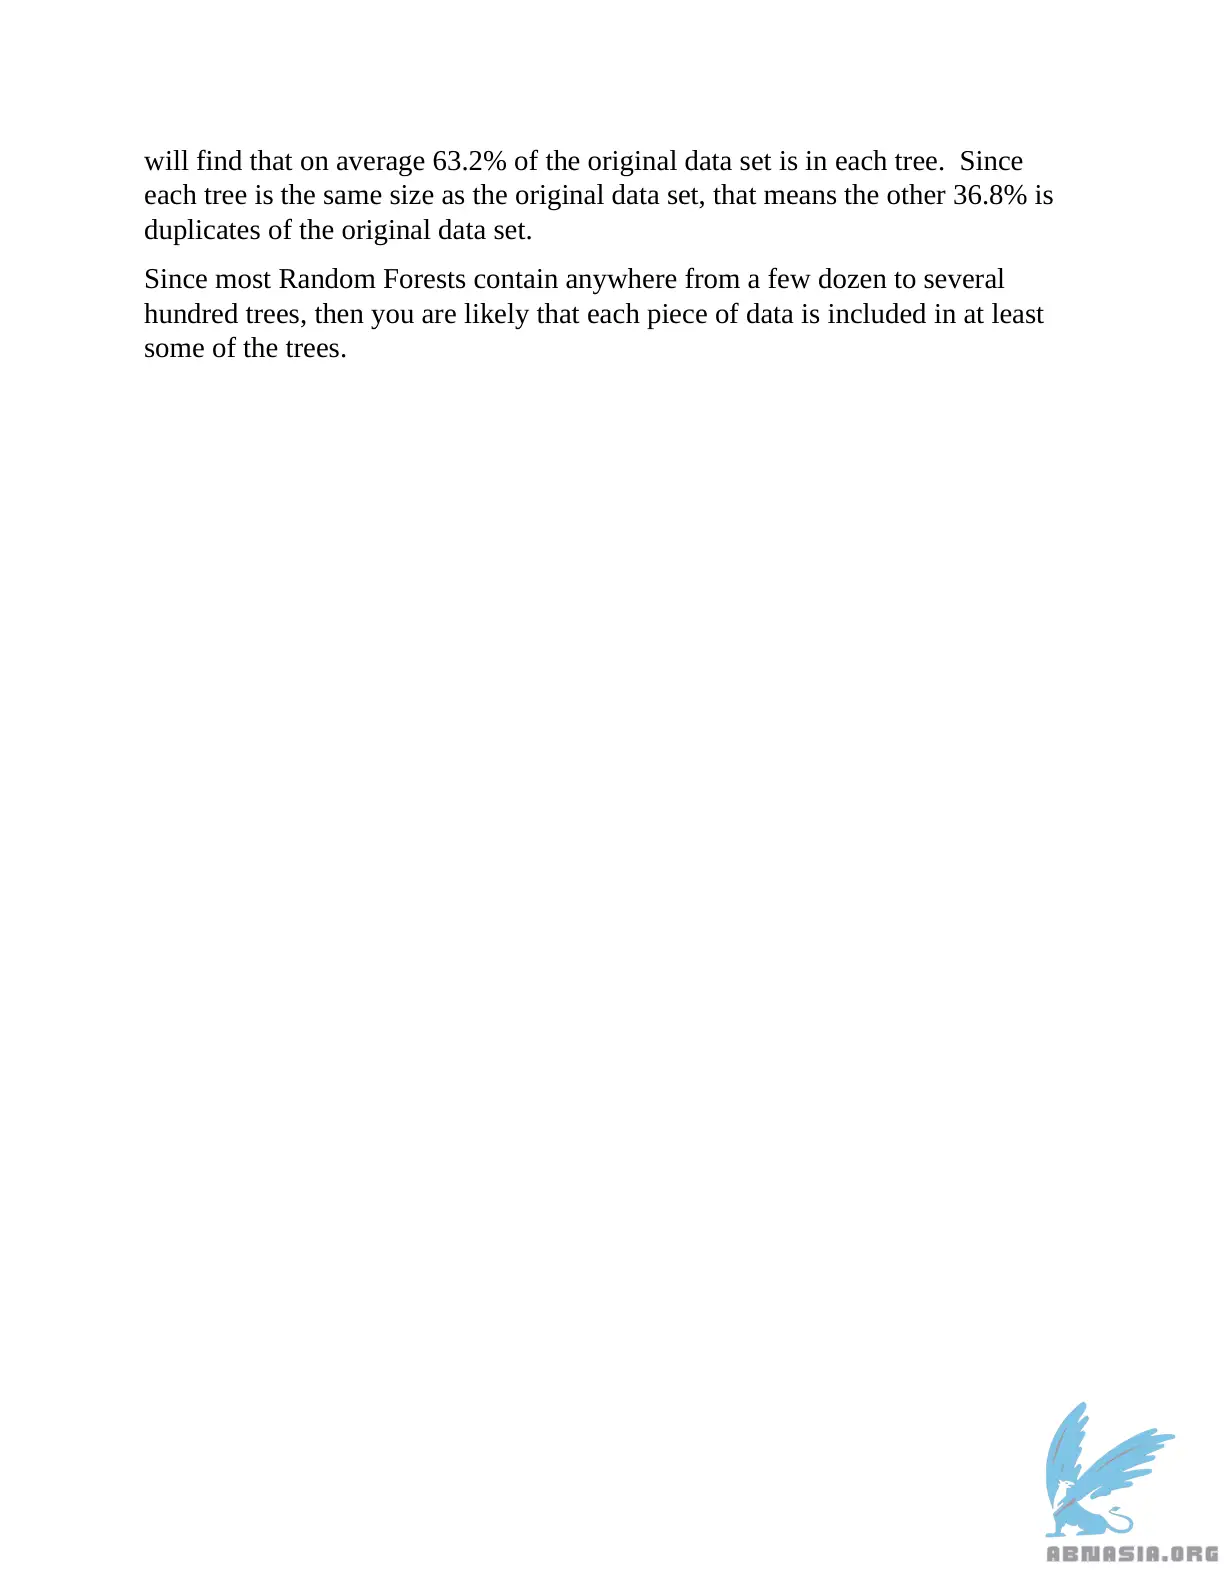 will find that on average 63.2% of the original data set is in each tree.  Since
each tree is the same size as the original data set, that means the other 36.8% is
duplicates of the original data set.
Since most Random Forests contain anywhere from a few dozen to several
hundred trees, then you are likely that each piece of data is included in at least
some of the trees.
ABNASIA.ORG